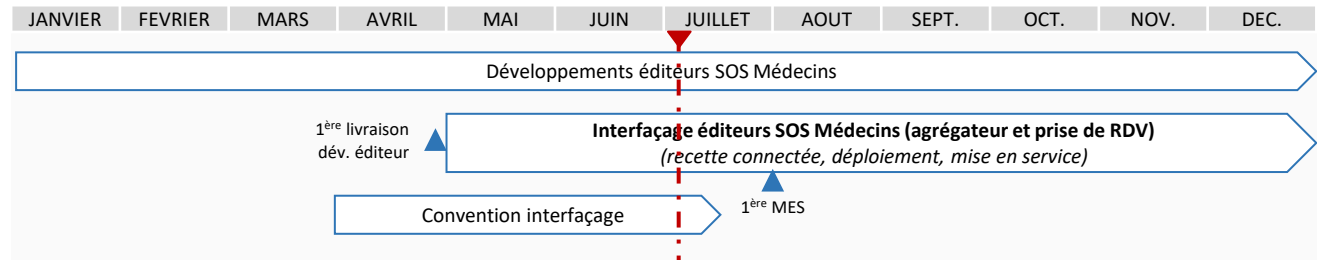 JANVIER FEVRIER MARS AVRIL MAI JUIN JUILLET AOUT SEPT. OCT. NOV. DEC.
Développements éditeurs SOS Médecins
1ère livraison
dév. éditeur
Interfaçage éditeurs SOS Médecins (agrégateur et prise de RDV)
(recette connectée, déploiement, mise en service)
1ère MES
Convention interfaçage